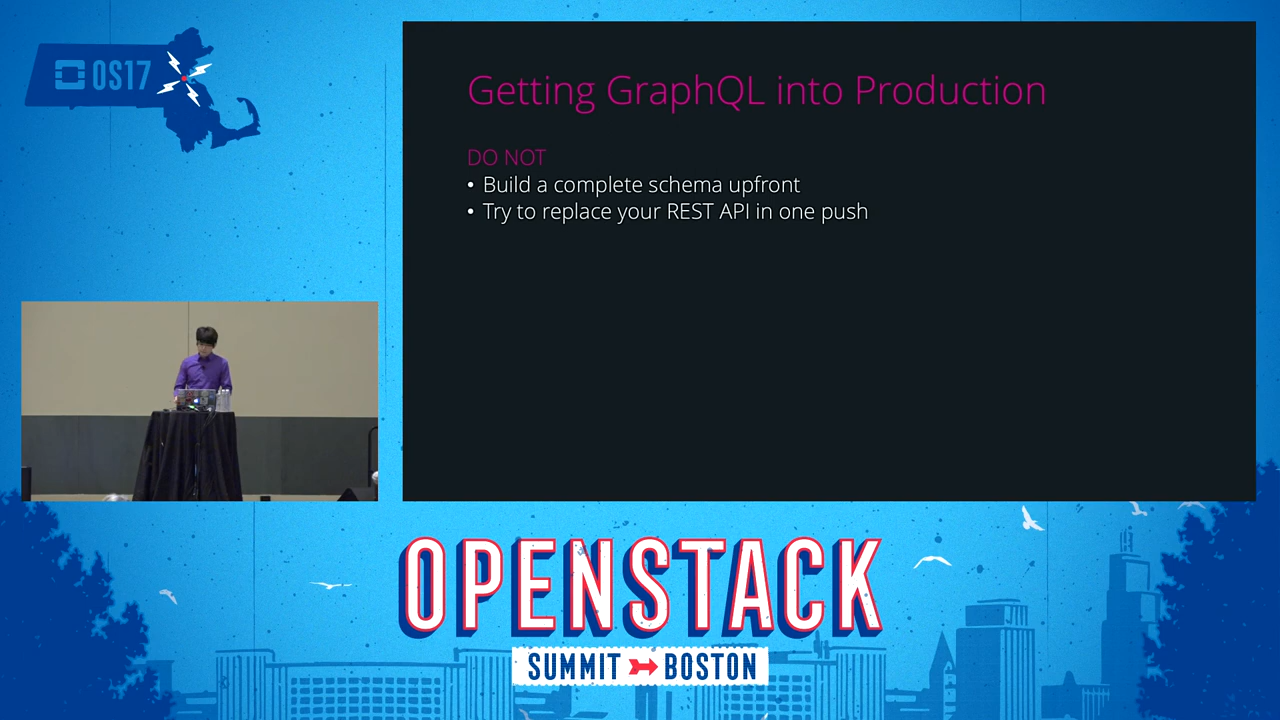 OS17
Getting GraphQL into Production
DO NOT
• Build a complete schema upfront
• Try to replace your REST API in one push
OPENSTACK
SUMMIT BOSTON